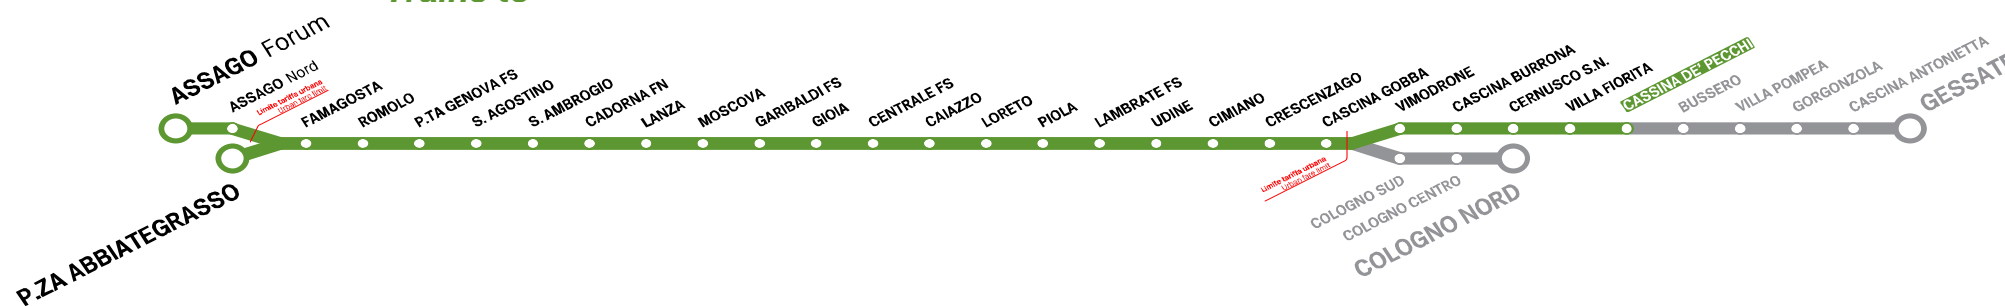 ASSAGO Forum
ASSAGO Nord
Limite tariffa urbana
Urban fare limit
P.ZA ABBIATEGRASSO
FAMAGOSTA
ROMOLO
P.TA GENOVA FS
S. AGOSTINO
S. AMBROGIO
CADORNA FN
LANZA
MOSCOVA
GARIBALDI FS
GIOIA
CENTRALE FS
CAIAZZO
LORETO
PIOLA
LAMBRATE FS
UDINE
CIMIANO
CRESCENZAGO
CASCINA GOBBA
Limite tariffa urbana
Urban fare limit
VIMODRONE
CASCINA BURRONA
CERNUSCO S.N.
VILLA FIORITA
CASSINA DE' PECCHI
BUSSERO
VILLA POMPEA
GORGONZOLA
CASCINA ANTONIETTA
COLOGNO SUD
COLOGNO CENTRO
COLOGNO NORD